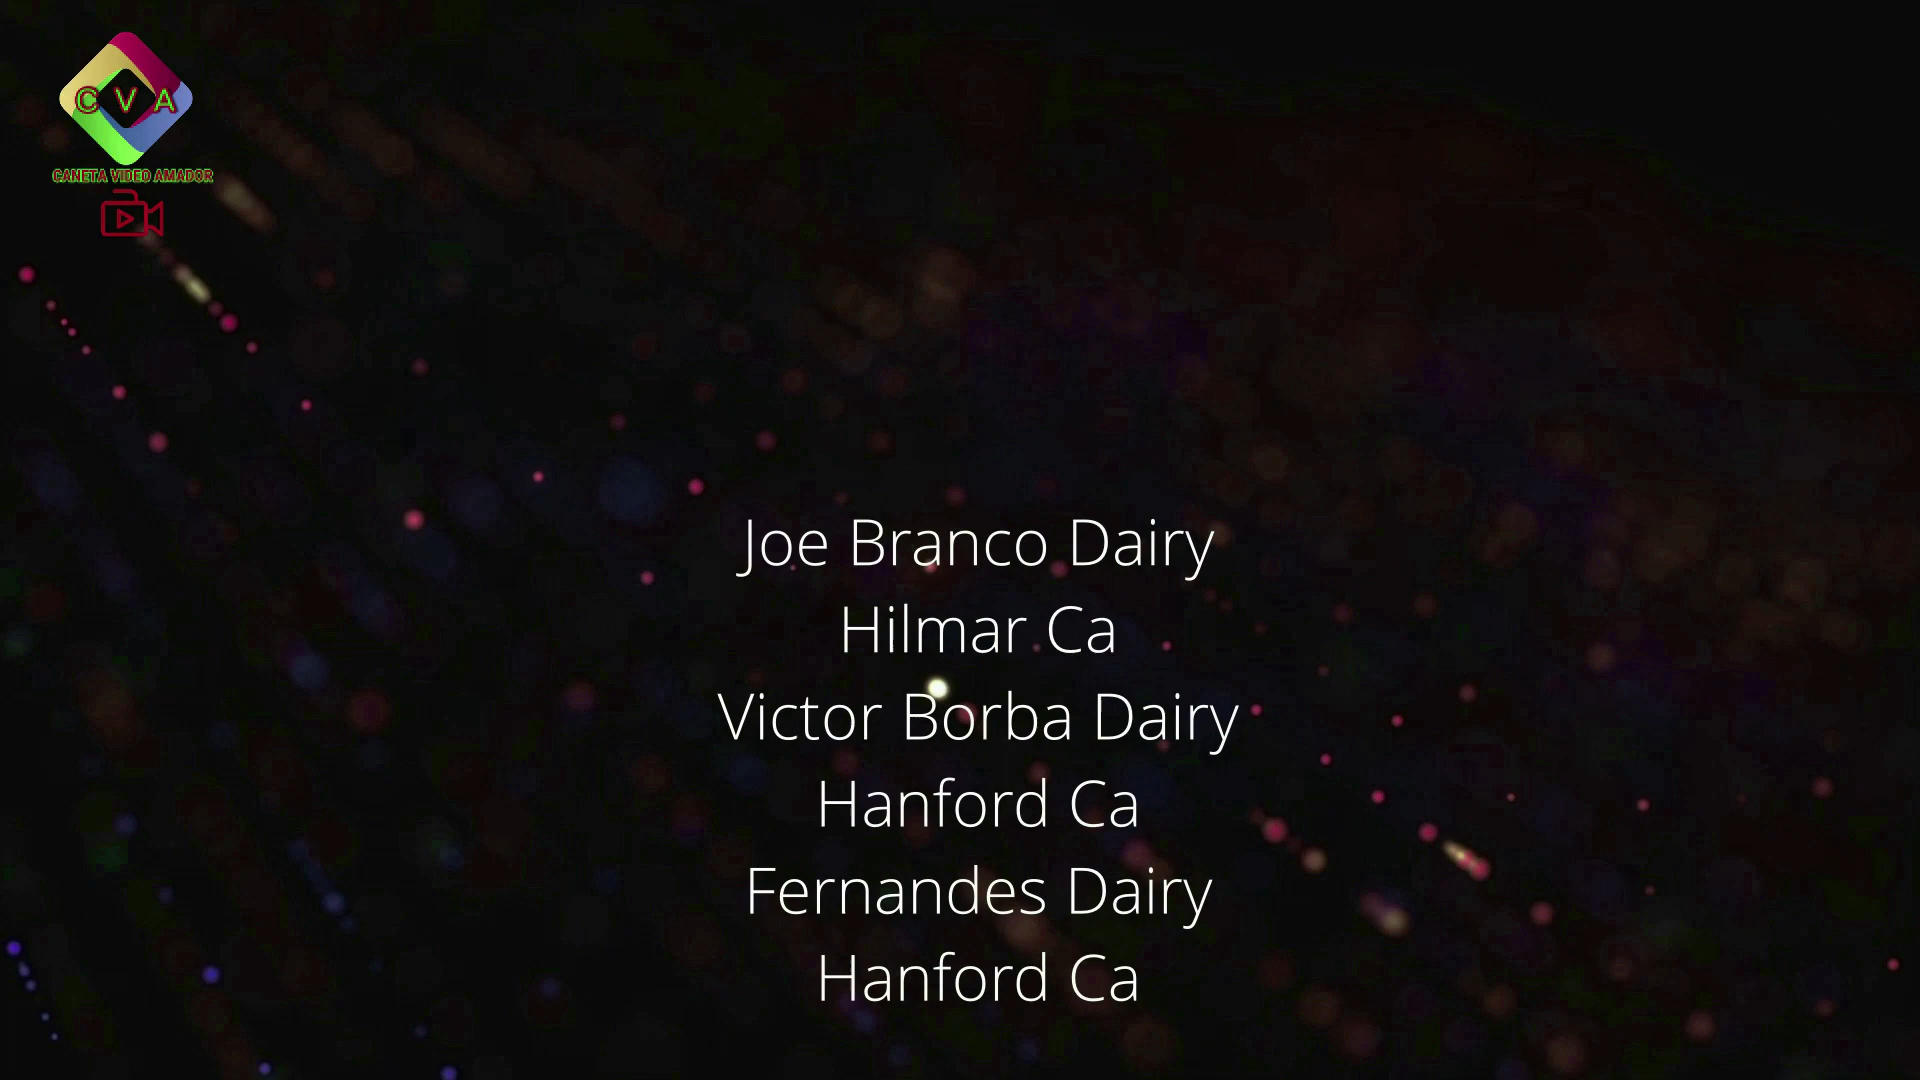 C V A
CANETA VIDEO AMADOR
Joe Branco Dairy
Hilmar Ca
Victor Borba Dairy
Hanford Ca
Fernandes Dairy
Hanford Ca